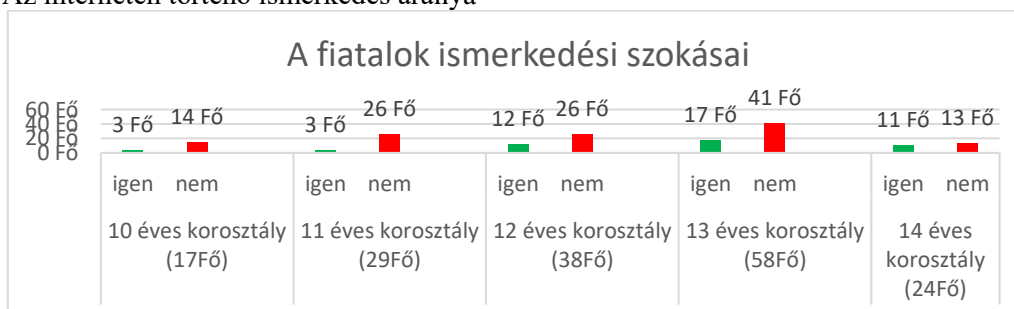 Az interneten történő ismerkedés aránya
A fiatalok ismerkedési szokásai
60 Fő
40 Fő
20 Fő
0 Fő
3 Fő 14 Fő 3 Fő 26 Fő 12 Fő 26 Fő 17 Fő 41 Fő 11 Fő 13 Fő
igen nem igen nem igen nem igen nem igen nem
10 éves korosztály 11 éves korosztály 12 éves korosztály 13 éves korosztály 14 éves
(17Fő) (29Fő) (38Fő) (58Fő) korosztály
(24Fő)